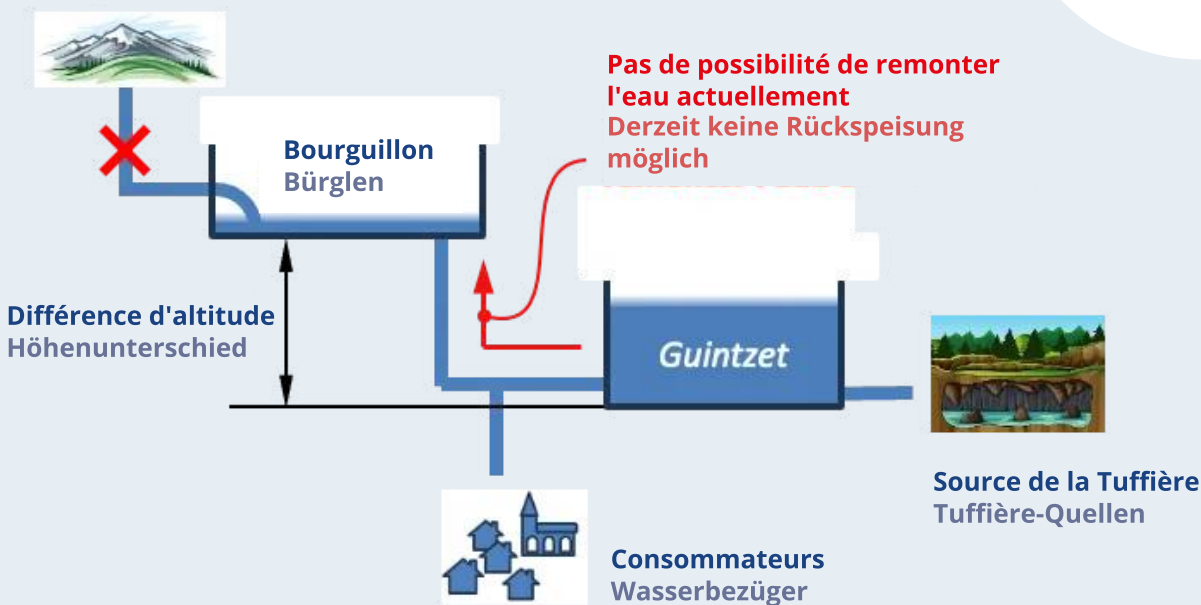 Pas de possibilité de remonter
l'eau actuellement
Derzeit keine Rückspeisung
möglich
Bourguillon
Bürglen
Différence d'altitude
Höhenunterschied
Guintzet
Source de la Tuffière
Tuffière-Quellen
Consommateurs
Wasserbezüger